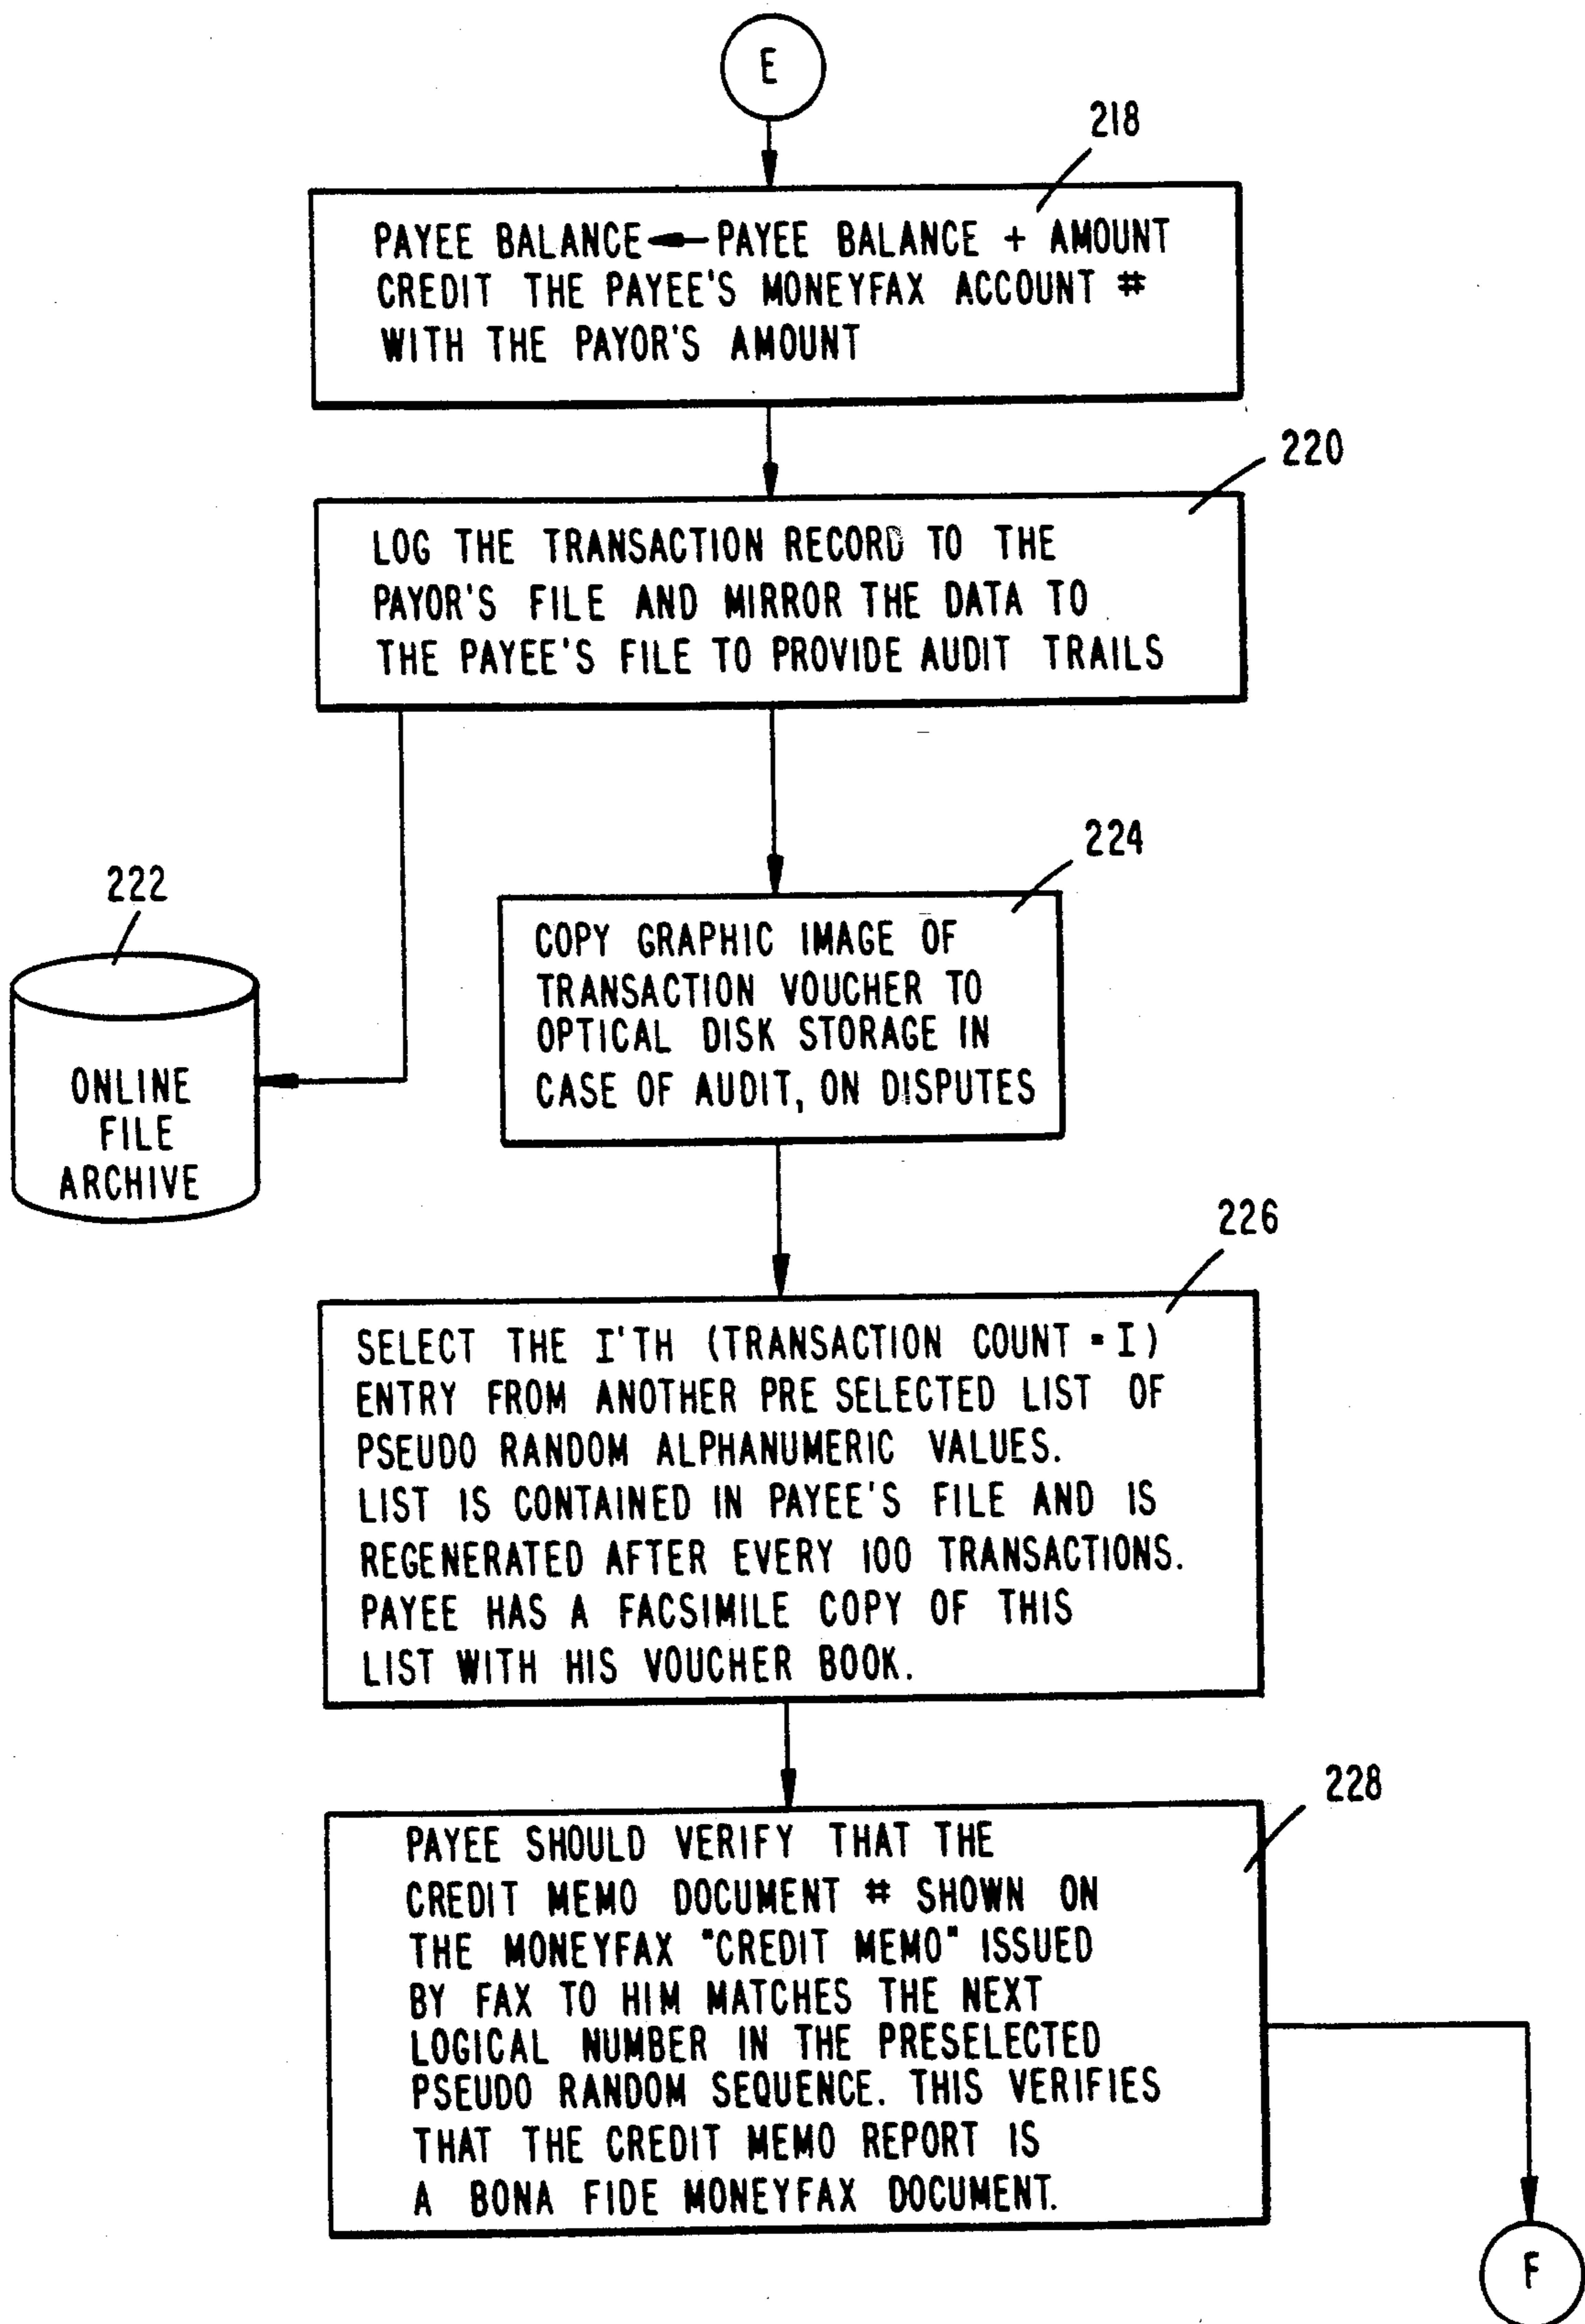 E
218
PAYEE BALANCE ← PAYEE BALANCE + AMOUNT
CREDIT THE PAYEE'S MONEYFAX ACCOUNT #
WITH THE PAYOR'S AMOUNT
220
LOG THE TRANSACTION RECORD TO THE
PAYOR'S FILE AND MIRROR THE DATA TO
THE PAYEE'S FILE TO PROVIDE AUDIT TRAILS
222
ONLINE
FILE
ARCHIVE
224
COPY GRAPHIC IMAGE OF
TRANSACTION VOUCHER TO
OPTICAL DISK STORAGE IN
CASE OF AUDIT, ON DISPUTES
226
SELECT THE I'TH (TRANSACTION COUNT = I)
ENTRY FROM ANOTHER PRE SELECTED LIST OF
PSEUDO RANDOM ALPHANUMERIC VALUES.
LIST IS CONTAINED IN PAYEE'S FILE AND IS
REGENERATED AFTER EVERY 100 TRANSACTIONS.
PAYEE HAS A FACSIMILE COPY OF THIS
LIST WITH HIS VOUCHER BOOK.
228
PAYEE SHOULD VERIFY THAT THE
CREDIT MEMO DOCUMENT # SHOWN ON
THE MONEYFAX "CREDIT MEMO" ISSUED
BY FAX TO HIM MATCHES THE NEXT
LOGICAL NUMBER IN THE PRESELECTED
PSEUDO RANDOM SEQUENCE. THIS VERIFIES
THAT THE CREDIT MEMO REPORT IS
A BONA FIDE MONEYFAX DOCUMENT.
F